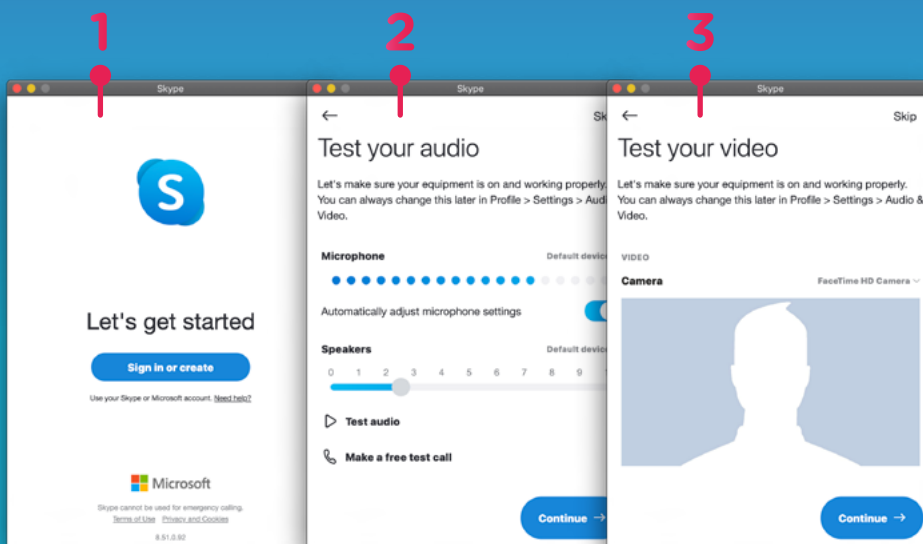 1
2
3
Skype
S
Let's get started
Sign in or create
Use your Skype or Microsoft account. Need help?
Microsoft
Skype cannot be used for emergency calling.
Terms of Use Privacy and Cookies
8.51.0.92
Skype
Sk
Test your audio
Let's make sure your equipment is on and working properly.
You can always change this later in Profile > Settings > Audi
Video.
Microphone Default device
Automatically adjust microphone settings
Speakers Default device
0 1 2 3 4 5 6 7 8 9
Test audio
Make a free test call
Continue →
Skype
Skip
Test your video
Let's make sure your equipment is on and working properly.
You can always change this later in Profile > Settings > Audio &
Video.
VIDEO
Camera FaceTime HD Camera
Continue →